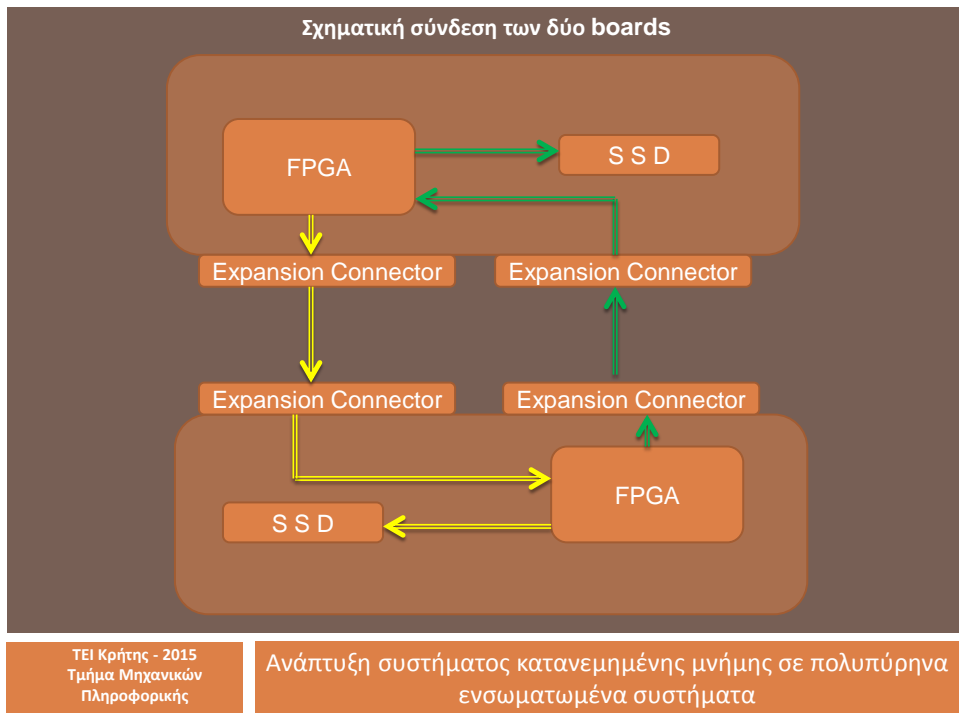 Σχηματική σύνδεση των δύο boards
FPGA
S S D
Expansion Connector
Expansion Connector
Expansion Connector
Expansion Connector
FPGA
S S D
ΤΕΙ Κρήτης - 2015
Τμήμα Μηχανικών
Πληροφορικής
Ανάπτυξη συστήματος κατανεμημένης μνήμης σε πολυπύρηνα
ενσωματωμένα συστήματα